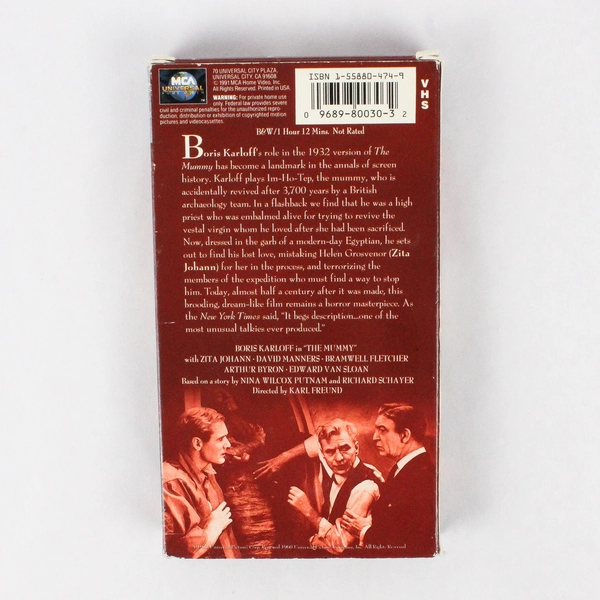 MCA
UNIVERSAL
70 UNIVERSAL CITY PLAZA,
UNIVERSAL CITY, CA 91608
© 1991 MCA Home Video, Inc.
All Rights Reserved. Printed in USA.
WARNING: For private home use
only. Federal law provides severe
civil and criminal penalties for the unauthorized repro-
duction, distribution or exhibition of copyrighted motion
pictures and videocassettes.
ISBN 1-55880-474-9
0 9689-80030-3 2
VHS
B&W/1 Hour 12 Mins. Not Rated
Boris Karloff's role in the 1932 version of The
Mummy has become a landmark in the annals of screen
history. Karloff plays Im-Ho-Tep, the mummy, who is
accidentally revived after 3,700 years by a British
archaeology team. In a flashback we find that he was a high
priest who was embalmed alive for trying to revive the
vestal virgin whom he loved after she had been sacrificed.
Now, dressed in the garb of a modern-day Egyptian, he sets
out to find his lost love, mistaking Helen Grosvenor (Zita
Johann) for her in the process, and terrorizing the
members of the expedition who must find a way to stop
him. Today, almost half a century after it was made, this
brooding, dream-like film remains a horror masterpiece. As
the New York Times said, "It begs description...one of the
most unusual talkies ever produced."
BORIS KARLOFF in "THE MUMMY"
with ZITA JOHANN · DAVID MANNERS · BRAMWELL FLETCHER
ARTHUR BYRON · EDWARD VAN SLOAN
Based on a story by NINA WILCOX PUTNAM and RICHARD SCHAYER
Directed by KARL FREUND
Pictures Corp. Renewed 1960 Universal Pictures Company, Inc. All Rights Reserved